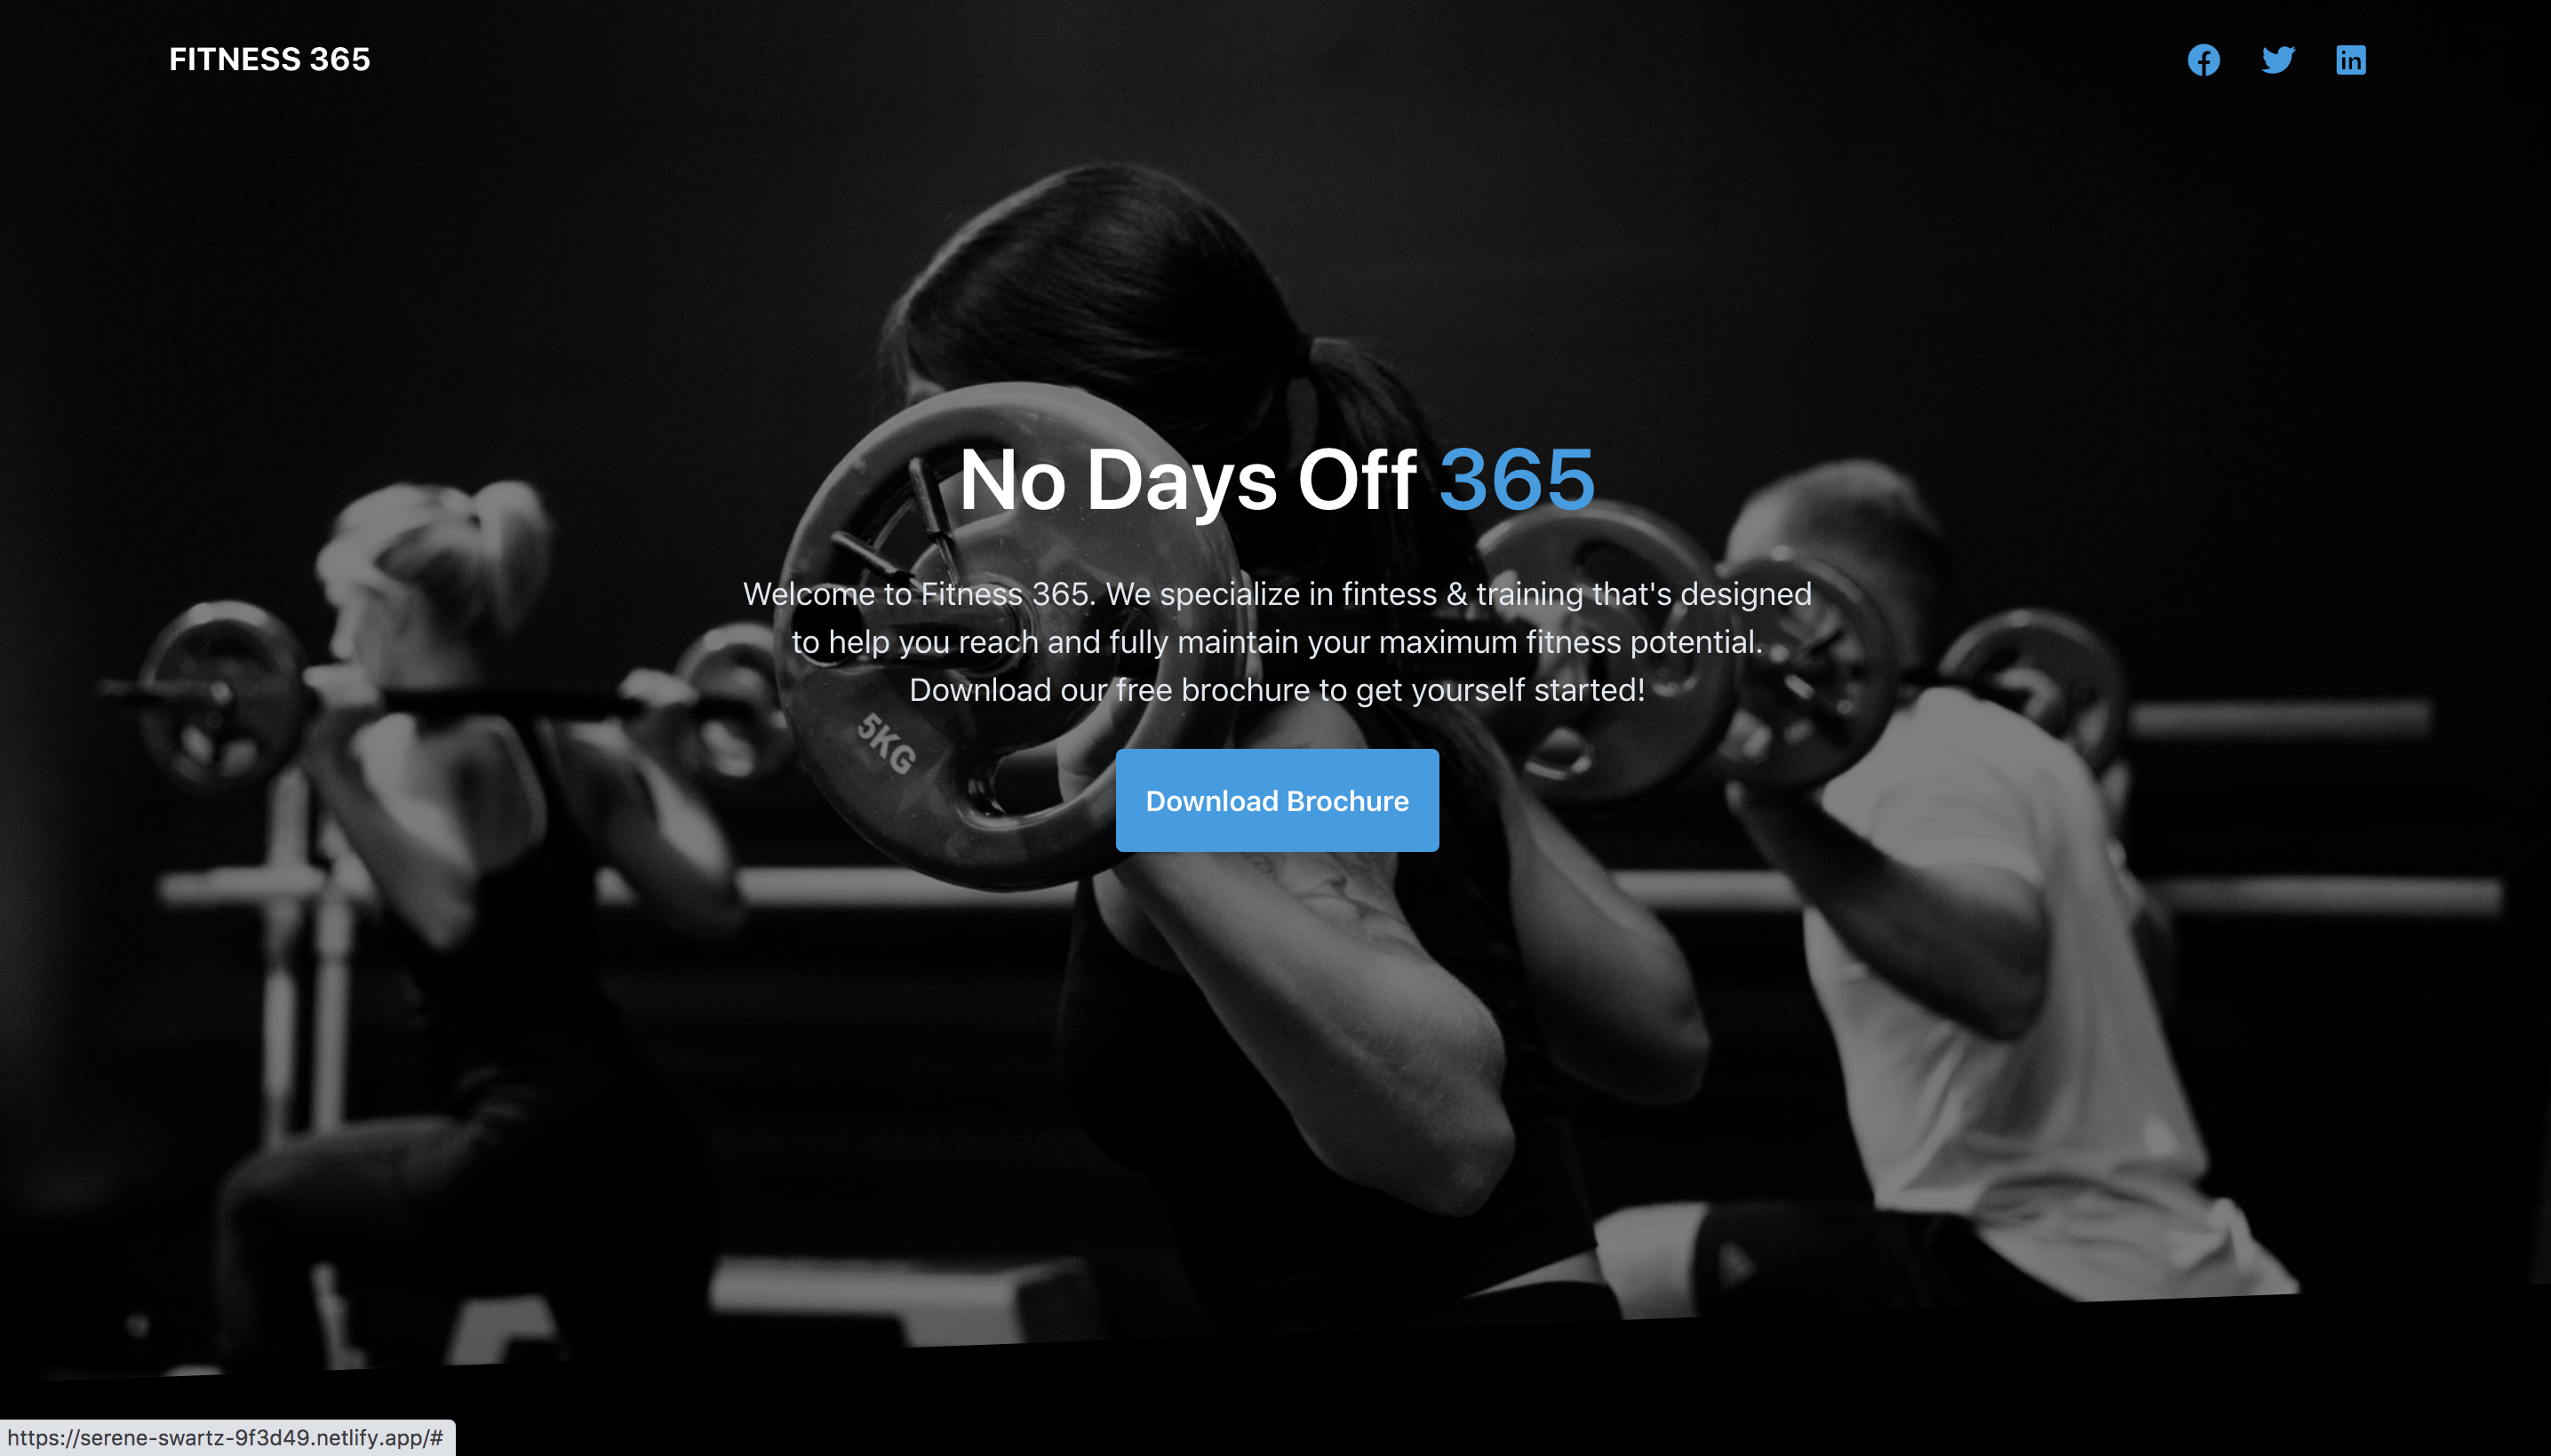 FITNESS 365
No Days Off 365
Welcome to Fitness 365. We specialize in fintess & training that's designed
to help you reach and fully maintain your maximum fitness potential.
Download our free brochure to get yourself started!
5KG
Download Brochure
https://serene-swartz-9f3d49.netlify.app/#